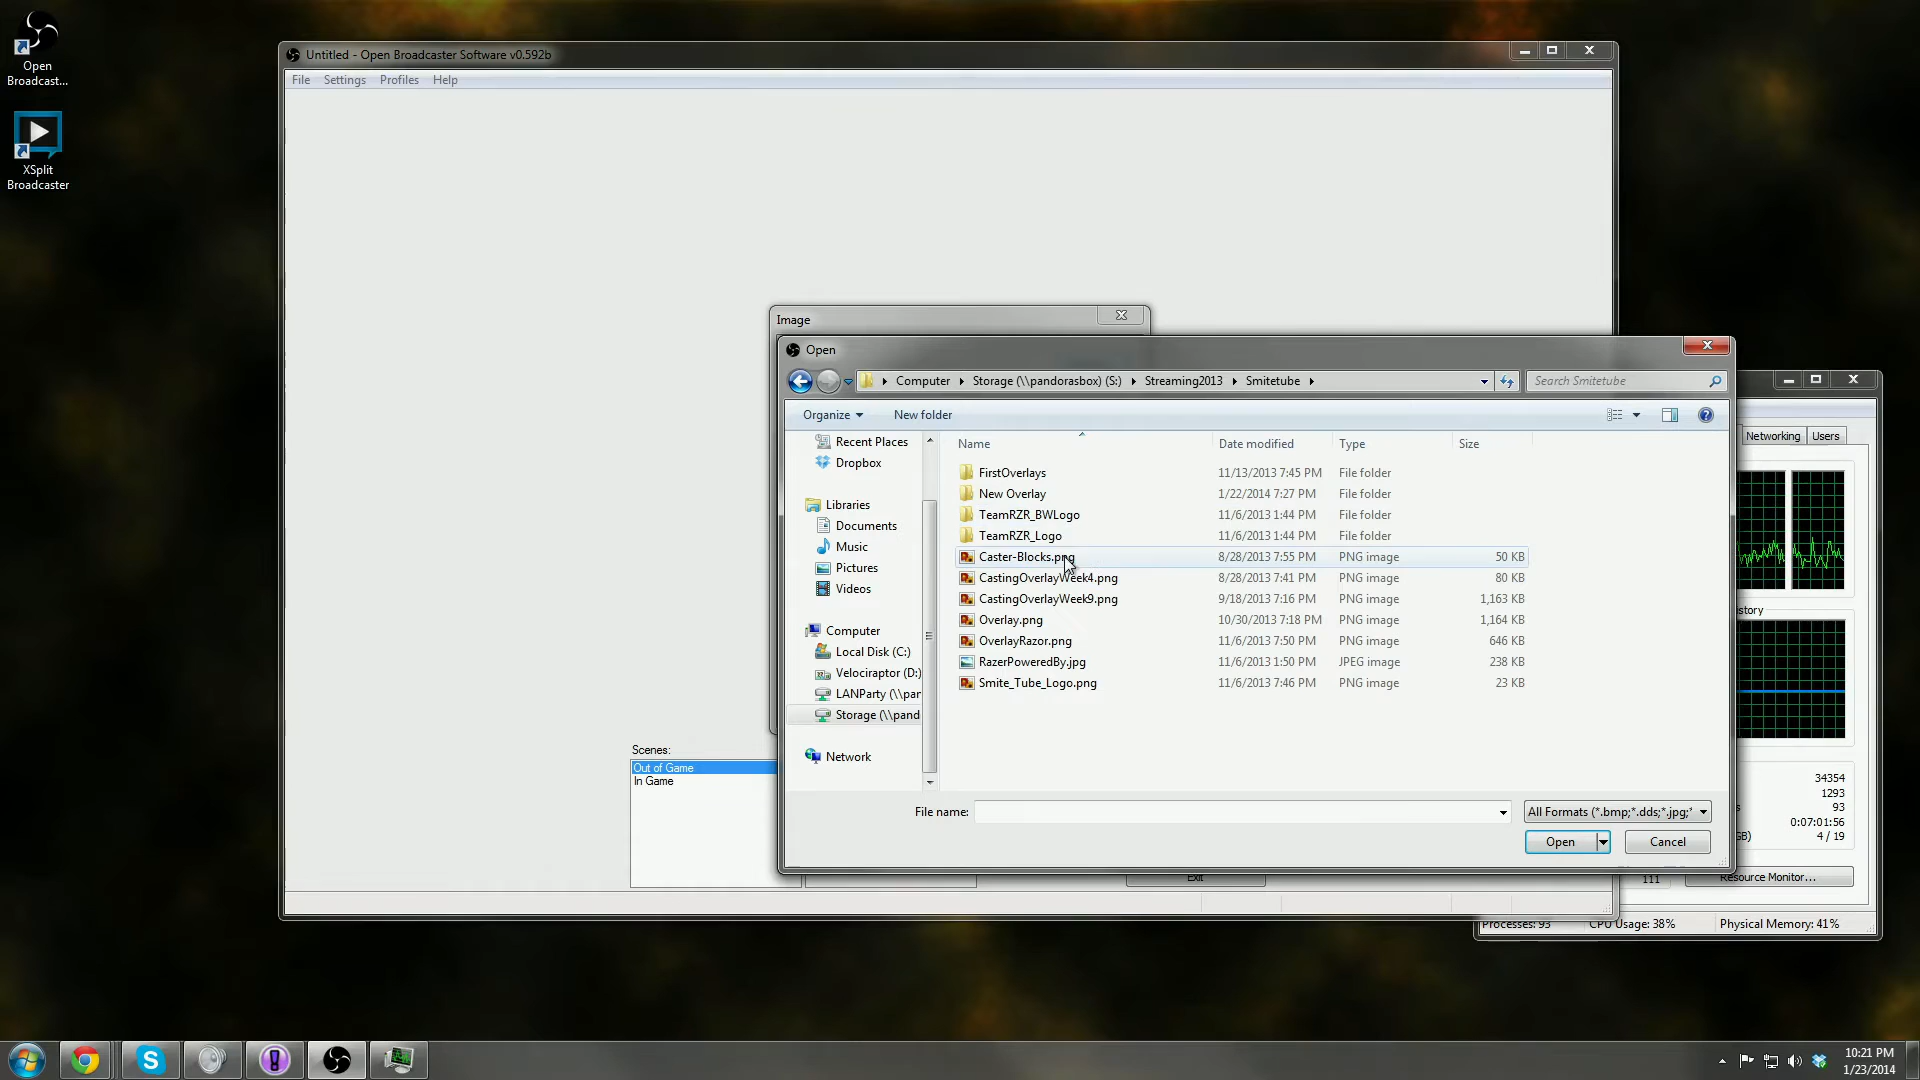 Open
Broadcast...
XSplit
Broadcaster
Untitled - Open Broadcaster Software v0.592b
File Settings Profiles Help
Image
Open
Computer Storage (\\pandorasbox) (S:) Streaming2013 Smitetube
Search Smitetube
Organize New folder
Recent Places
Dropbox
Libraries
Documents
Music
Pictures
Videos
Computer
Local Disk (C:)
Velociraptor (D:)
LANParty (\\par
Storage (\\pand
Network
Name Date modified Type Size
FirstOverlays 11/13/2013 7:45 PM File folder
New Overlay 1/22/2014 7:27 PM File folder
TeamRZR_BWLogo 11/6/2013 1:44 PM File folder
TeamRZR_Logo 11/6/2013 1:44 PM File folder
Caster-Blocks.png 8/28/2013 7:55 PM PNG image 50 KB
CastingOverlayWeek4.png 8/28/2013 7:41 PM PNG image 80 KB
CastingOverlayWeek9.png 9/18/2013 7:16 PM PNG image 1,163 KB
Overlay.png 10/30/2013 7:18 PM PNG image 1,164 KB
OverlayRazor.png 11/6/2013 7:50 PM PNG image 646 KB
RazerPoweredBy.jpg 11/6/2013 1:50 PM JPEG image 238 KB
Smite_Tube_Logo.png 11/6/2013 7:46 PM PNG image 23 KB
File name:
All Formats (*.bmp;*.dds;*.jpg;*
Open Cancel
Scenes:
Out of Game
In Game
Exit
Networking Users
story
34354
1293
s 93
0:07:01:56
GB) 4 / 19
111
Resource Monitor...
Processes: 93 CPU Usage: 38% Physical Memory: 41%
10:21 PM
1/23/2014